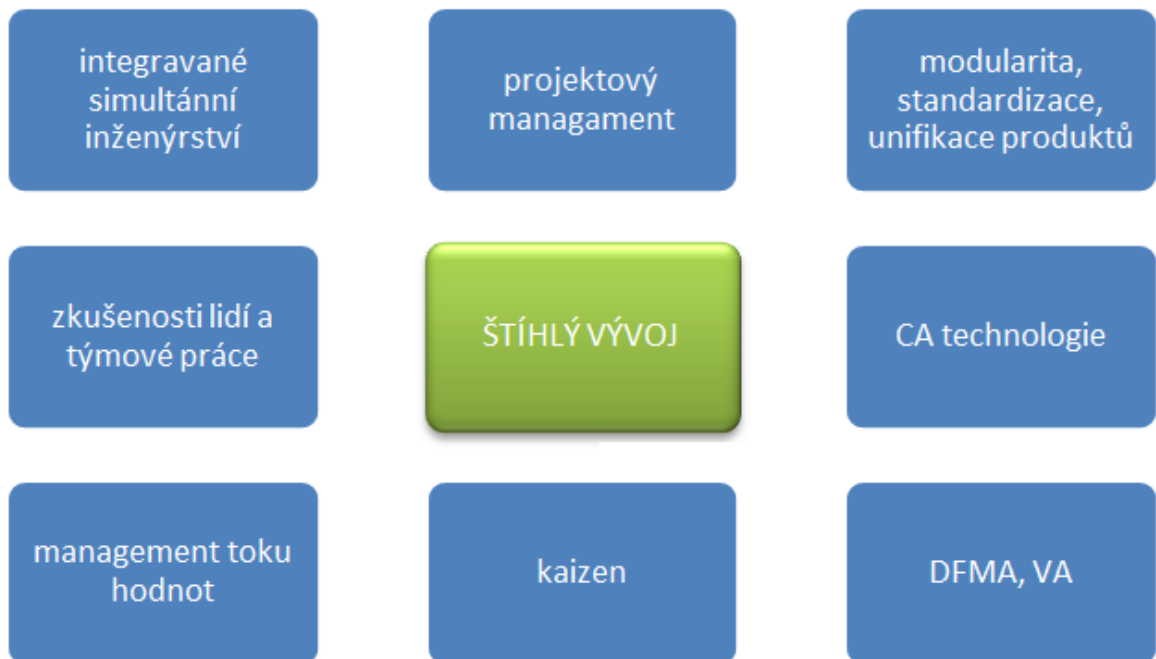 integravané
simultánní
inženýrství
projektový
managament
modularita,
standardizace,
unifikace produktů
zkušenosti lidí a
týmové práce
ŠTÍHLÝ VÝVOJ
CA technologie
management toku
hodnot
kaizen
DFMA, VA